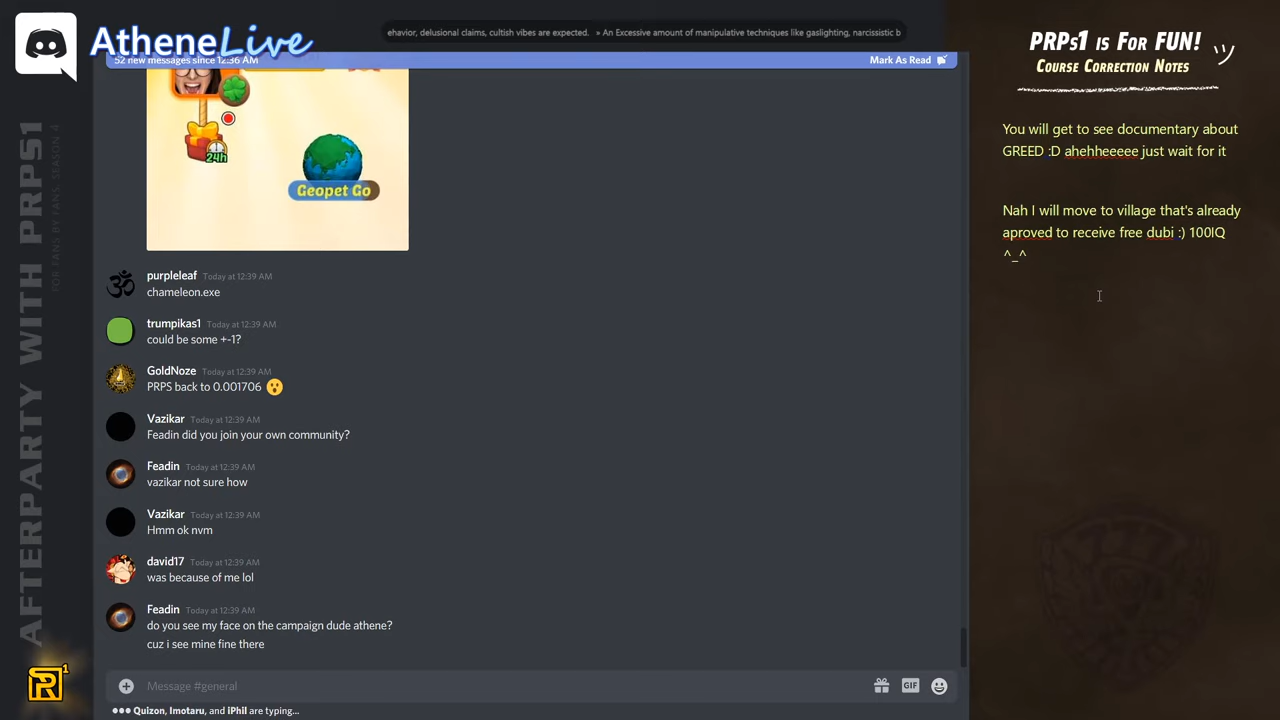 AtheneLive
ehavior, delusional claims, cultish vibes are expected. » An Excessive amount of manipulative techniques like gaslighting, narcissistic b
52 new messages since 12:36 AM
Mark As Read
24h
Geopet Go
purpleleaf Today at 12:39 AM
chameleon.exe
trumpikas1 Today at 12:39 AM
could be some +-1?
GoldNoze Today at 12:39 AM
PRPS back to 0.001706 😮
Vazikar Today at 12:39 AM
Feadin did you join your own community?
Feadin Today at 12:39 AM
vazikar not sure how
Vazikar Today at 12:39 AM
Hmm ok nvm
david17 Today at 12:39 AM
was because of me lol
Feadin Today at 12:39 AM
do you see my face on the campaign dude athene?
cuz i see mine fine there
Message #general
GIF
Quizon, Imotaru, and iPhil are typing...
PRPs1 is For FUN! ツ
Course Correction Notes
You will get to see documentary about
GREED :D ahehheeeee just wait for it
Nah I will move to village that's already
aproved to receive free dubi :) 100IQ
^_^
AFTERPARTY WITH PRPS1
FOR FANS BY FANS, SEASON 4
R1